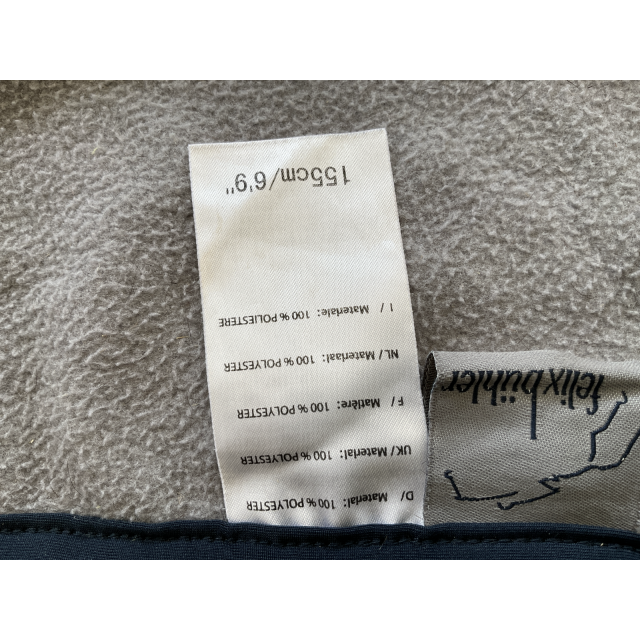 D/ Material: 100 % POLYESTER
UK/ Material: 100 % POLYESTER
F/ Matière: 100 % POLYESTER
NL/ Materiaal: 100 % POLYESTER
I/ Materiale: 100 % POLIESTERE
155cm/6'9"
felix bühler